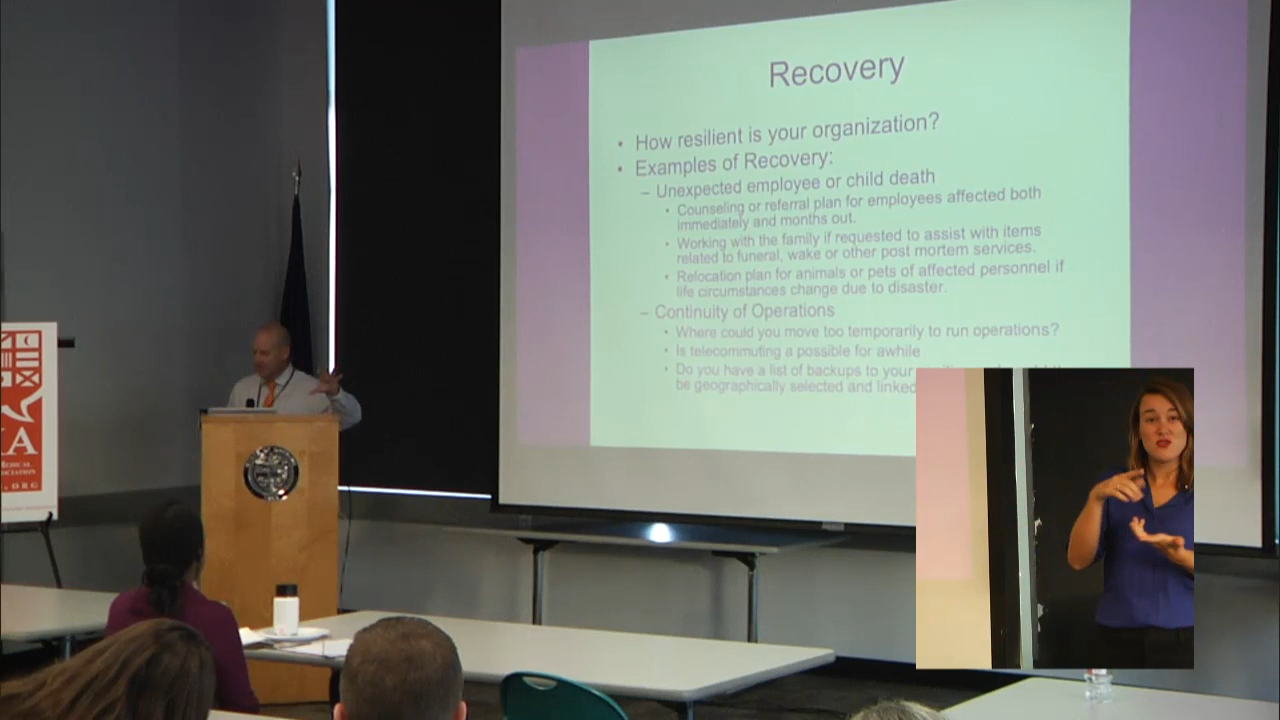 Recovery
• How resilient is your organization?
• Examples of Recovery:
– Unexpected employee or child death
• Counseling or referral plan for employees affected both
immediately and months out.
• Working with the family if requested to assist with items
related to funeral, wake or other post mortem services.
• Relocation plan for animals or pets of affected personnel if
life circumstances change due to disaster.
– Continuity of Operations
• Where could you move too temporarily to run operations?
• Is telecommuting a possible for awhile
• Do you have a list of backups to your
be geographically selected and linked